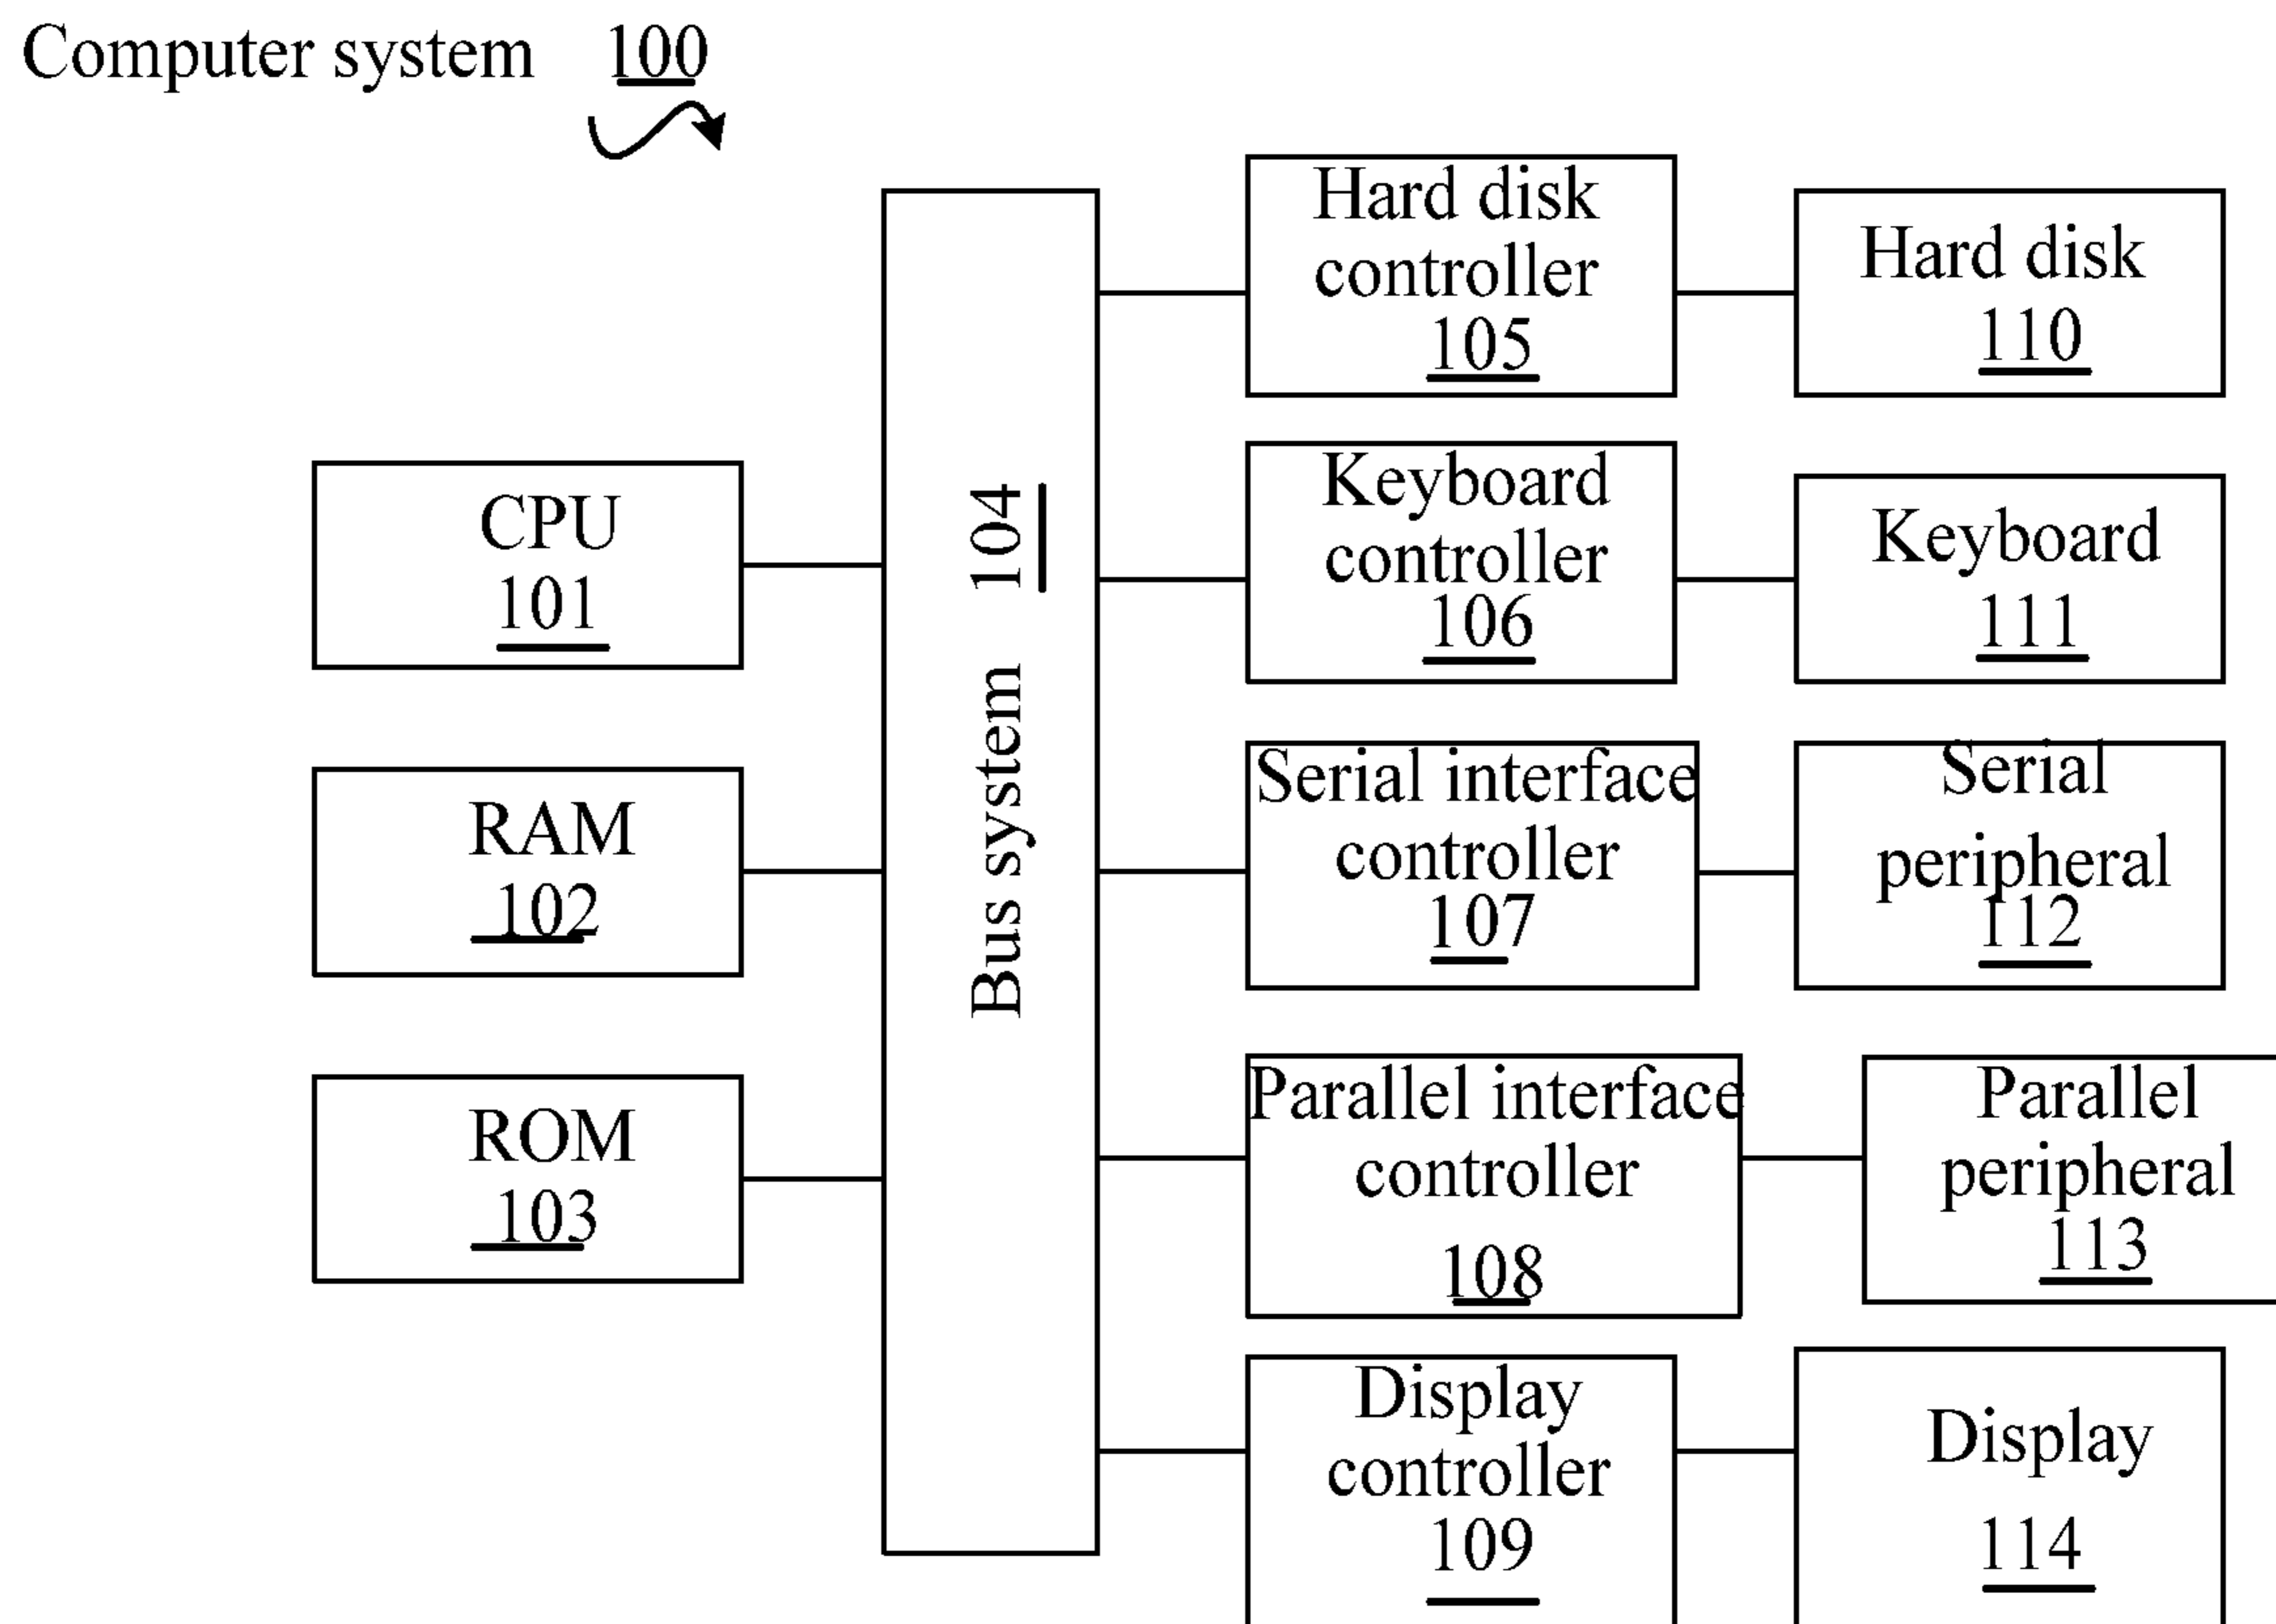 Computer system 100
CPU
101
RAM
102
ROM
103
Bus system 104
Hard disk
controller
105
Hard disk
110
Keyboard
controller
106
Keyboard
111
Serial interface
controller
107
Serial
peripheral
112
Parallel interface
controller
108
Parallel
peripheral
113
Display
controller
109
Display
114